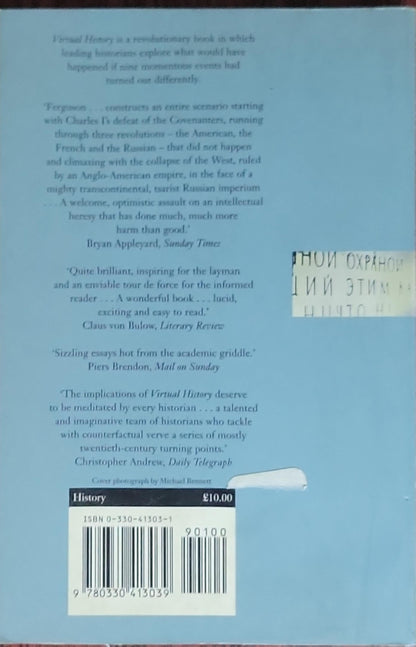 Virtual History is a revolutionary book in which
leading historians explore what would have
happened if nine momentous events had
turned out differently.
'Ferguson . . . constructs an entire scenario starting
with Charles I's defeat of the Covenanters, running
through three revolutions – the American, the
French and the Russian – that did not happen
and climaxing with the collapse of the West, ruled
by an Anglo-American empire, in the face of a
mighty transcontinental, tsarist Russian imperium
. . . A welcome, optimistic assault on an intellectual
heresy that has done much, much more
harm than good.'
Bryan Appleyard, Sunday Times
'Quite brilliant, inspiring for the layman
and an enviable tour de force for the informed
reader . . . A wonderful book . . . lucid,
exciting and easy to read.'
Claus von Bulow, Literary Review
'Sizzling essays hot from the academic griddle.'
Piers Brendon, Mail on Sunday
'The implications of Virtual History deserve
to be meditated by every historian . . . a talented
and imaginative team of historians who tackle
with counterfactual verve a series of mostly
twentieth-century turning points.'
Christopher Andrew, Daily Telegraph
Cover photograph by Michael Bennett
History £10.00
ISBN 0-330-41303-1
90100
9 780330 413039
НОЙ ОХРАНОЙ
ЩИЙ ЭТИМ